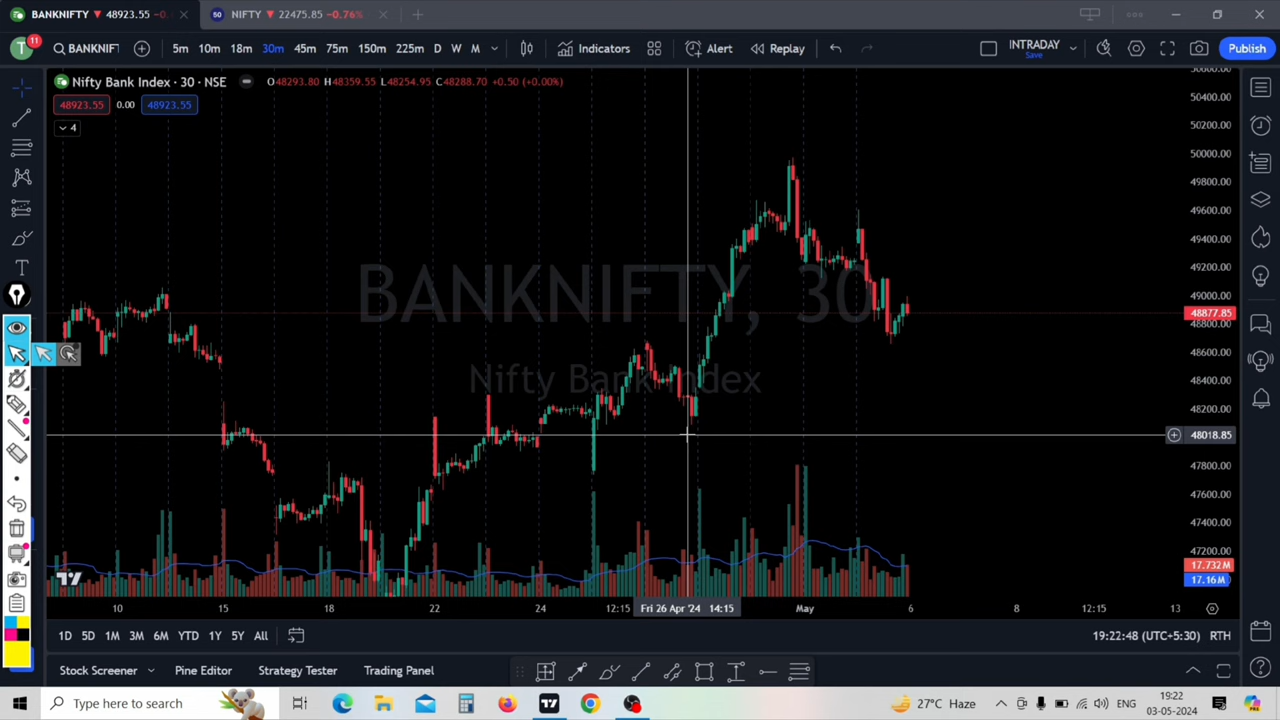 BANKNIFTY ▼ 48923.55 −0.
50 NIFTY ▼ 22475.85 −0.76%
T 11 BANKNIFT 5m 10m 18m 30m 45m 75m 150m 225m D W M Indicators Alert Replay INTRADAY Save Publish
Nifty Bank Index · 30 · NSE O48293.80 H48359.55 L48254.95 C48288.70 +0.50 (+0.00%)
48923.55 0.00 48923.55
4
50600.00
50400.00
50200.00
50000.00
49800.00
49600.00
49400.00
49200.00
49000.00
48877.85
48800.00
48600.00
48400.00
48200.00
48018.85
47800.00
47600.00
47400.00
47200.00
17.732M
17.16M
BANKNIFTY, 30
Nifty Bank Index
10 15 18 22 24 12:15 Fri 26 Apr '24 14:15 May 6 8 12:15 13
1D 5D 1M 3M 6M YTD 1Y 5Y All 19:22:48 (UTC+5:30) RTH
Stock Screener Pine Editor Strategy Tester Trading Panel
Type here to search 27°C Haze ENG 19:22 03-05-2024